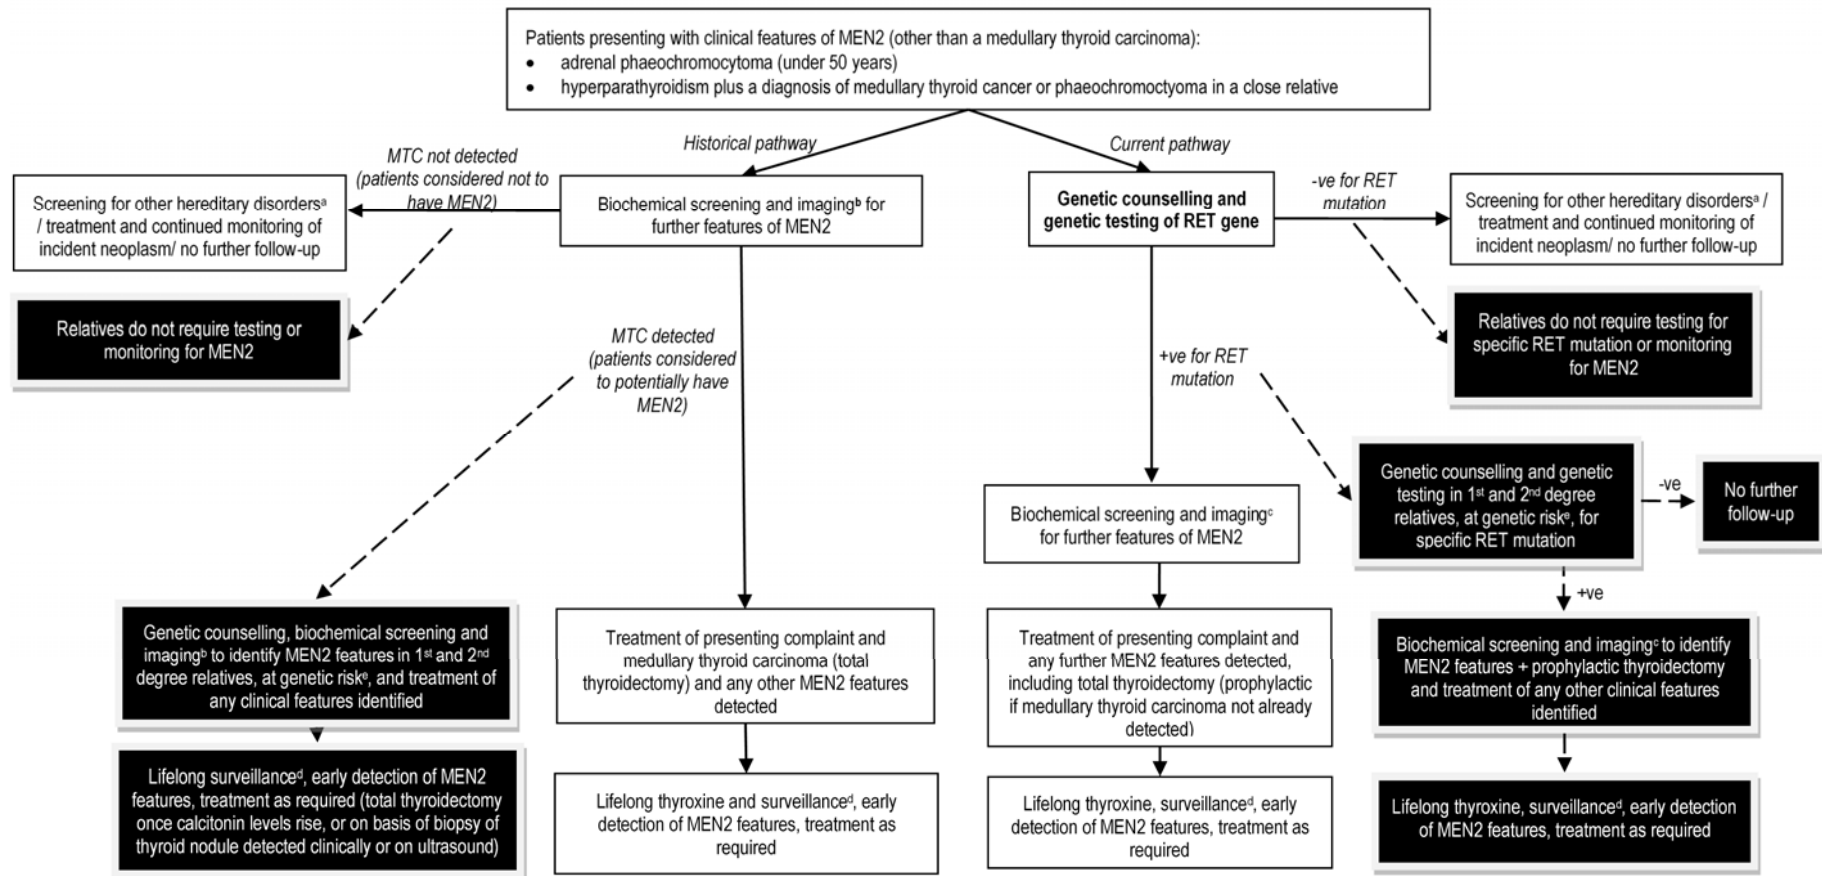 Patients presenting with clinical features of MEN2 (other than a medullary thyroid carcinoma):
• adrenal phaeochromcytoma (under 50 years)
• hyperparathyroidism plus a diagnosis of medullary thyroid cancer or phaeochromoctyoma in a close relative
Historical pathway
Current pathway
MTC not detected
(patients considered not to
have MEN2)
Screening for other hereditary disordersᵃ
/ treatment and continued monitoring of
incident neoplasm/ no further follow-up
Biochemical screening and imagingᵇ for
further features of MEN2
Genetic counselling and
genetic testing of RET gene
-ve for RET
mutation
Screening for other hereditary disordersᵃ /
treatment and continued monitoring of
incident neoplasm/ no further follow-up
Relatives do not require testing or
monitoring for MEN2
MTC detected
(patients considered
to potentially have
MEN2)
+ve for RET
mutation
Relatives do not require testing for
specific RET mutation or monitoring
for MEN2
Biochemical screening and imagingᶜ
for further features of MEN2
Genetic counselling and genetic
testing in 1ˢᵗ and 2ⁿᵈ degree
relatives, at genetic riskᵉ, for
specific RET mutation
-ve
No further
follow-up
+ve
Genetic counselling, biochemical screening and
imagingᵇ to identify MEN2 features in 1ˢᵗ and 2ⁿᵈ
degree relatives, at genetic riskᵉ, and treatment of
any clinical features identified
Treatment of presenting complaint and
medullary thyroid carcinoma (total
thyroidectomy) and any other MEN2 features
detected
Treatment of presenting complaint and
any further MEN2 features detected,
including total thyroidectomy (prophylactic
if medullary thyroid carcinoma not already
detected)
Biochemical screening and imagingᶜ to identify
MEN2 features + prophylactic thyroidectomy
and treatment of any other clinical features
identified
Lifelong surveillanceᵈ, early detection of MEN2
features, treatment as required (total thyroidectomy
once calcitonin levels rise, or on basis of biopsy of
thyroid nodule detected clinically or on ultrasound)
Lifelong thyroxine and surveillanceᵈ, early
detection of MEN2 features, treatment as
required
Lifelong thyroxine, surveillanceᵈ, early
detection of MEN2 features, treatment as
required
Lifelong thyroxine, surveillanceᵈ, early detection
of MEN2 features, treatment as required